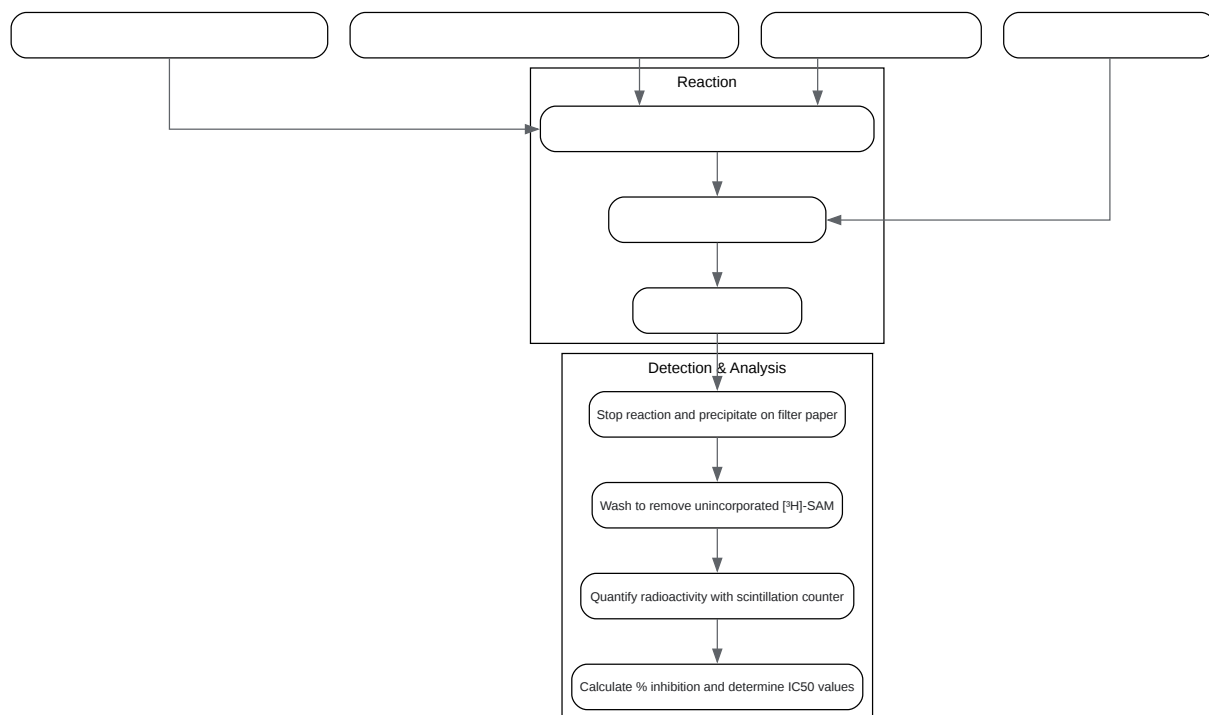 Reaction
Detection & Analysis
Stop reaction and precipitate on filter paper
Wash to remove unincorporated [³H]-SAM
Quantify radioactivity with scintillation counter
Calculate % inhibition and determine IC50 values